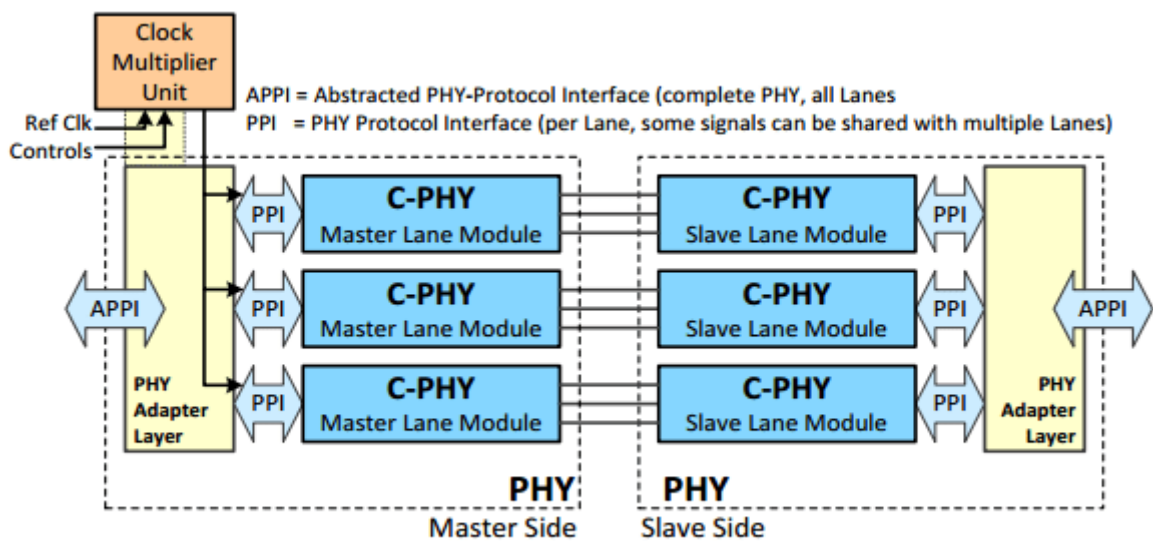 Clock
Multiplier
Unit
APPI = Abstracted PHY-Protocol Interface (complete PHY, all Lanes
Ref Clk
PPI = PHY Protocol Interface (per Lane, some signals can be shared with multiple Lanes)
Controls
PPI
C-PHY
Master Lane Module
C-PHY
Slave Lane Module
PPI
APPI
PPI
C-PHY
Master Lane Module
C-PHY
Slave Lane Module
PPI
APPI
PHY
Adapter
Layer
PPI
C-PHY
Master Lane Module
C-PHY
Slave Lane Module
PPI
PHY
Adapter
Layer
PHY
Master Side
PHY
Slave Side